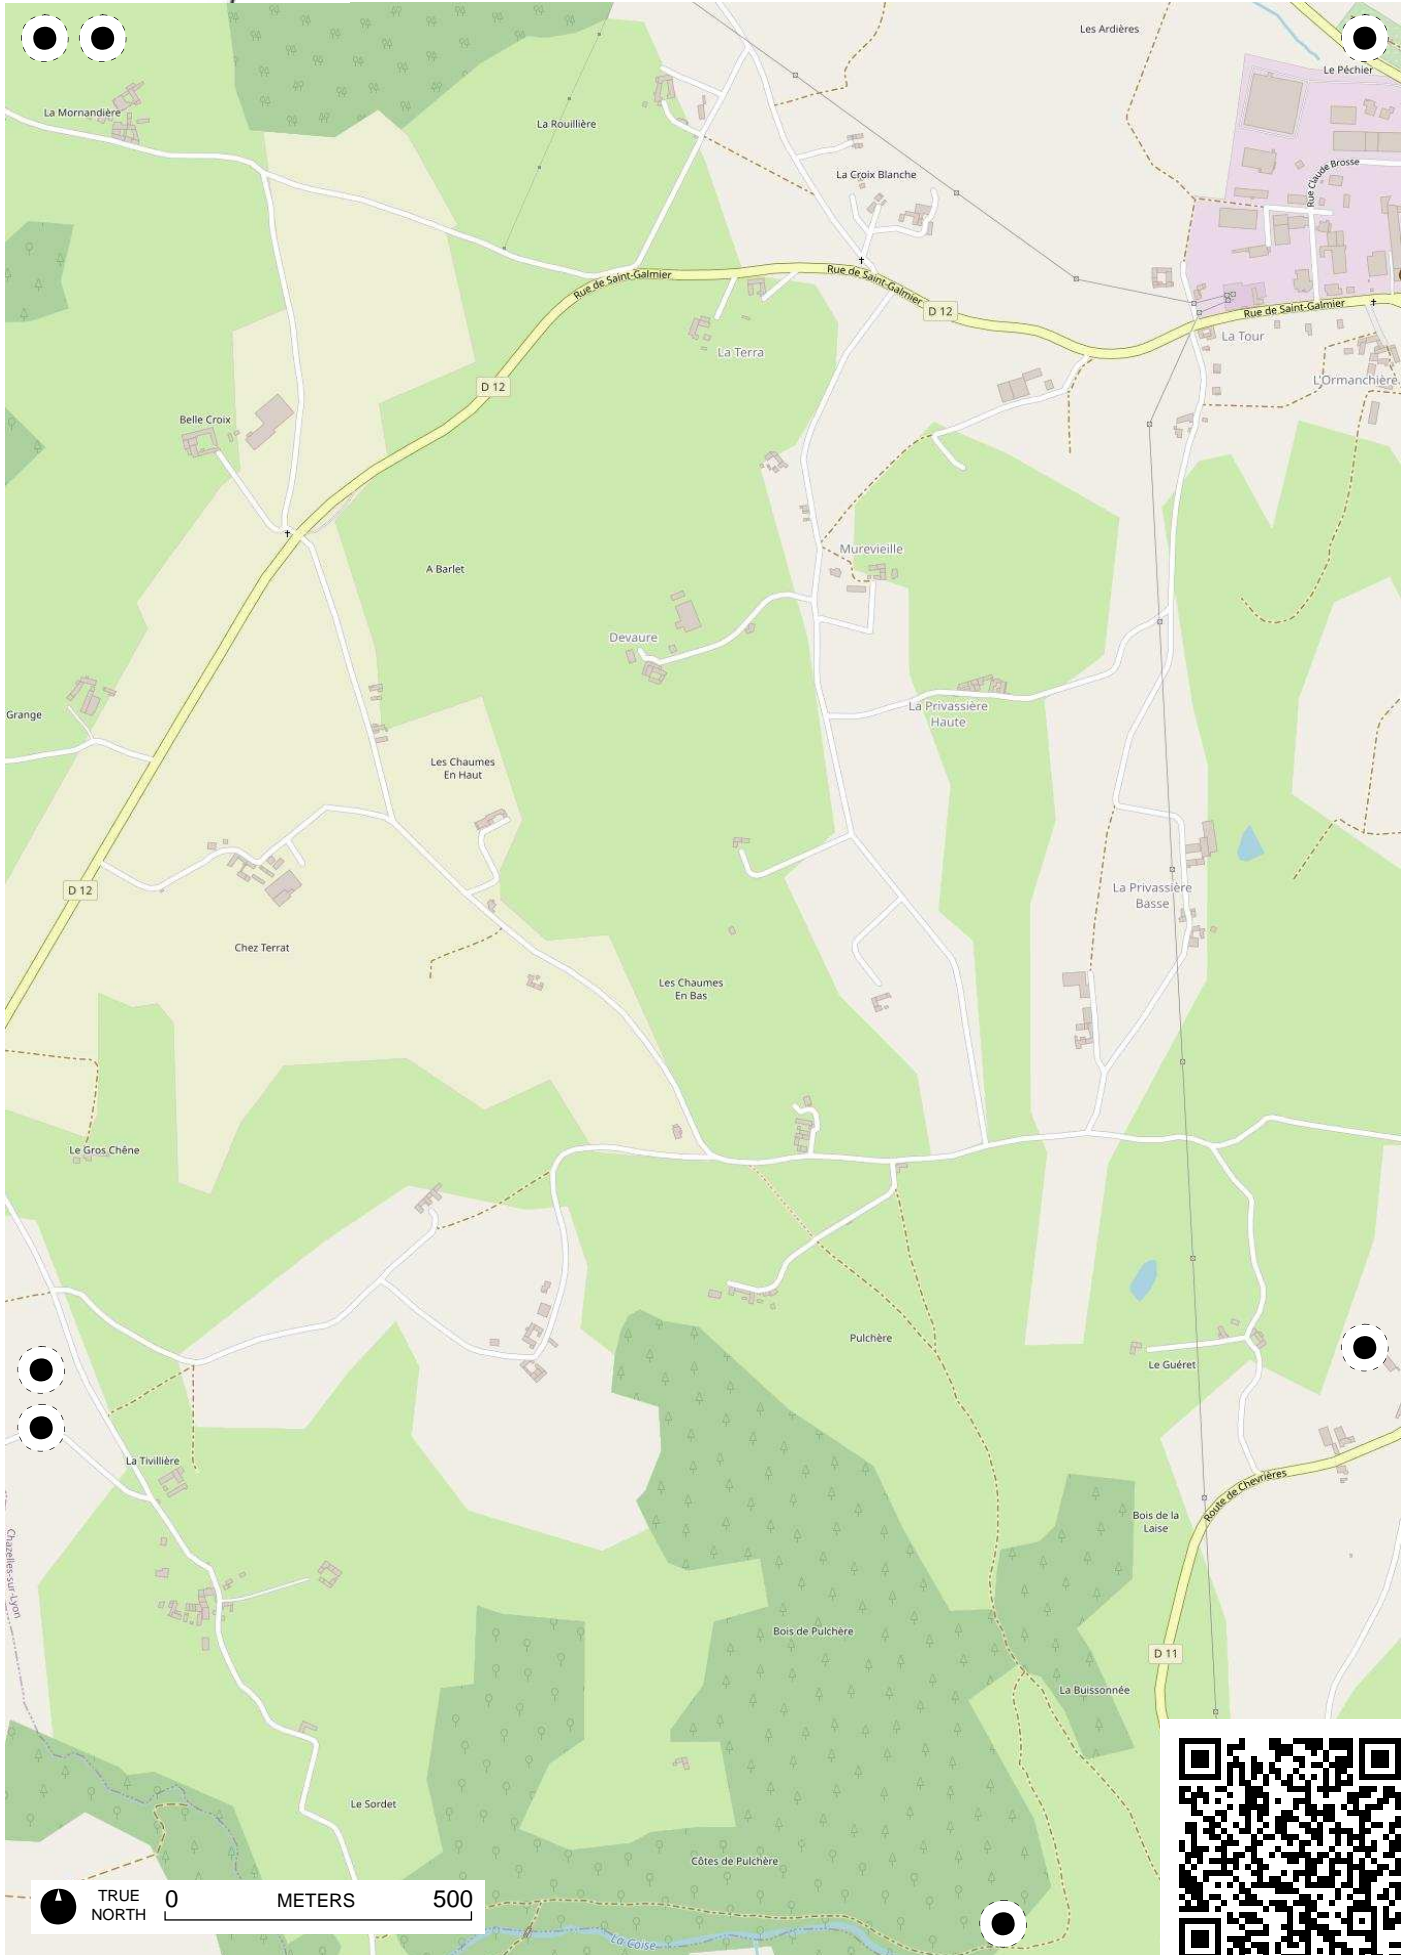 Les Ardières
Le Péchier
La Mornandière
La Rouillière
Rue Claude Brosse
La Croix Blanche
Rue de Saint-Galmier
Rue de Saint-Galmier
D 12
Rue de Saint-Galmier
La Tour
La Terra
L'Ormanchière
D 12
Belle Croix
Murevieille
A Barlet
Devaure
Grange
La Privassière
Haute
Les Chaumes
En Haut
D 12
La Privassière
Basse
Chez Terrat
Les Chaumes
En Bas
Le Gros Chêne
Pulchère
Le Guéret
La Tivillière
Route de Chevrières
Bois de la
Laise
Chazelles-sur-Lyon
Bois de Pulchère
D 11
La Buissonnée
Le Sordet
Côtes de Pulchère
TRUE
NORTH
0 METERS 500
La Coise